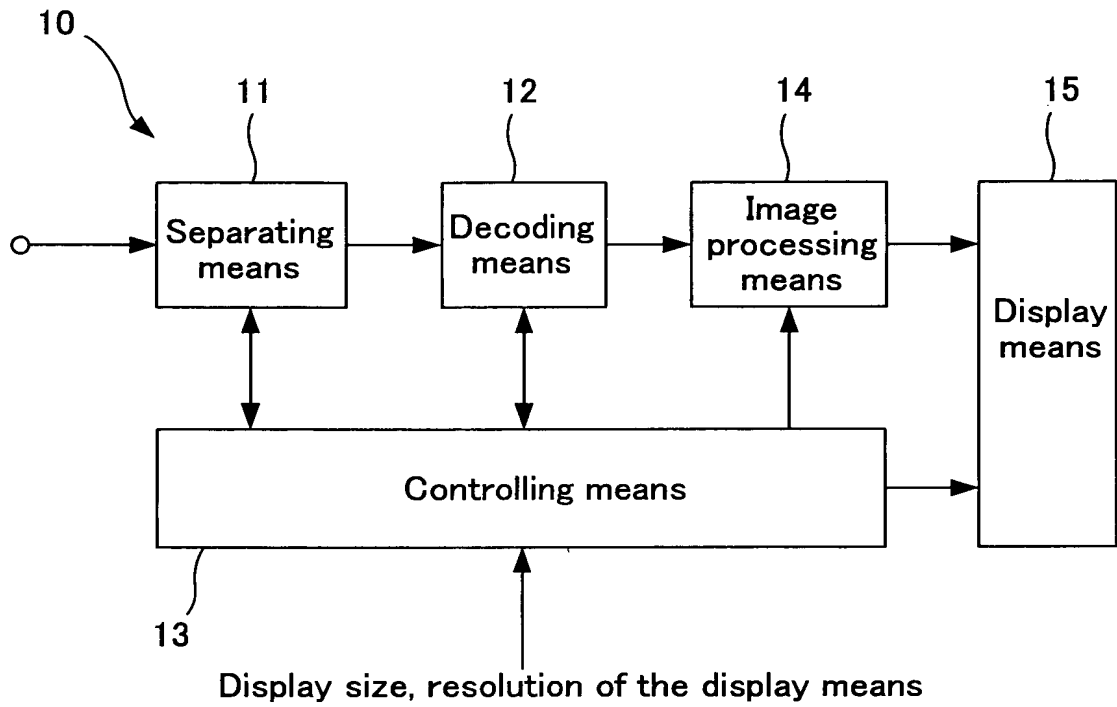 10
11
12
14
15
Separating
means
Decoding
means
Image
processing
means
Display
means
Controlling means
13
Display size, resolution of the display means